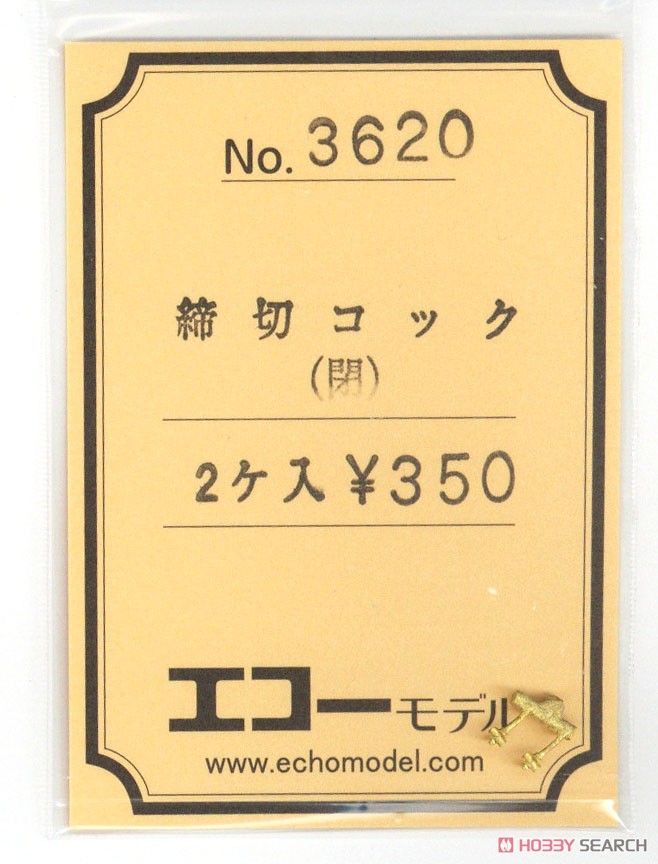 No. 3620
締切コック
(閉)
2ケ入 ¥350
エコーモデル
www.echomodel.com
HOBBY SEARCH